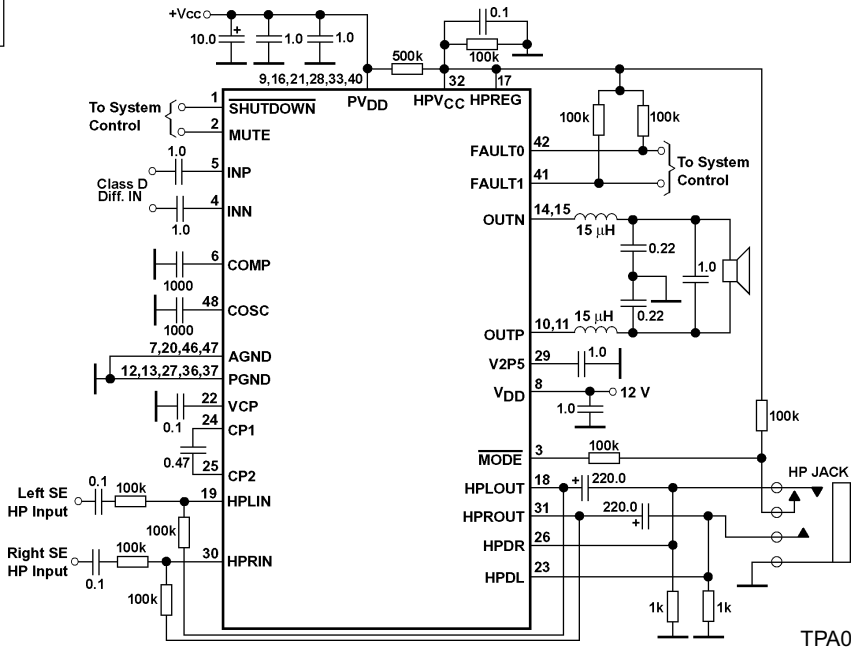 +Vcc
10.0
+
1.0
1.0
0.1
100k
500k
9,16,21,28,33,40
32
17
PVDD
HPVCC
HPREG
To System
Control
1
SHUTDOWN
2
MUTE
1.0
5
INP
Class D
Diff. IN
4
INN
1.0
6
COMP
1000
48
COSC
1000
7,20,46,47
AGND
12,13,27,36,37
PGND
22
VCP
0.1
24
CP1
0.47
25
CP2
Left SE
HP Input
0.1
100k
19
HPLIN
100k
Right SE
HP Input
0.1
100k
30
HPRIN
100k
100k
100k
FAULT0
42
FAULT1
41
To System
Control
OUTN
14,15
15 μH
0.22
1.0
0.22
15 μH
OUTP
10,11
V2P5
29
1.0
VDD
8
12 V
1.0
100k
MODE
3
100k
HP JACK
HPLOUT
18
+
220.0
HPROUT
31
220.0
+
HPDR
26
HPDL
23
1k
1k
TPA0